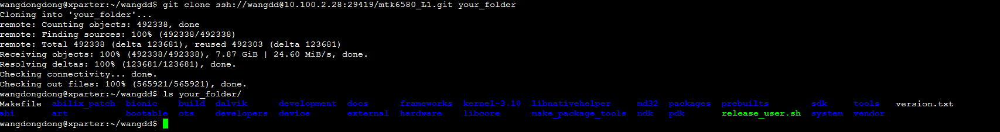 wangdongdong@xparter:~/wangdd$ git clone ssh://wangdd@10.100.2.28:29419/mtk6580_L1.git your_folder
Cloning into 'your_folder'...
remote: Counting objects: 492338, done
remote: Finding sources: 100% (492338/492338)
remote: Total 492338 (delta 123681), reused 492303 (delta 123681)
Receiving objects: 100% (492338/492338), 7.87 GiB | 24.60 MiB/s, done.
Resolving deltas: 100% (123681/123681), done.
Checking connectivity... done.
Checking out files: 100% (565921/565921), done.
wangdongdong@xparter:~/wangdd$ ls your_folder/
Makefile abilix_patch bionic build dalvik development docs frameworks kernel-3.10 libnativehelper md32 packages prebuilts sdk tools version.txt
abi art bootable cts developers device external hardware libcore make_package_tools ndk pdk release_user.sh system vendor
wangdongdong@xparter:~/wangdd$